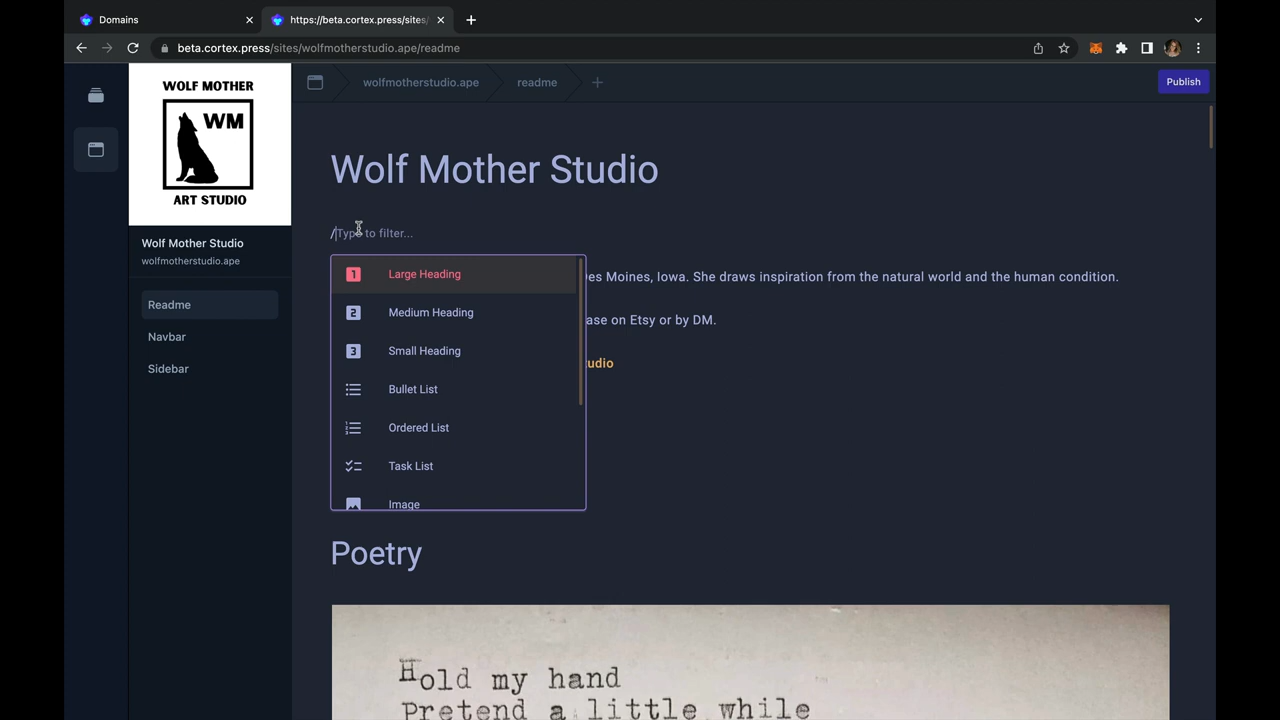 Domains
https://beta.cortex.press/sites/
beta.cortex.press/sites/wolfmotherstudio.ape/readme
WOLF MOTHER
WM
ART STUDIO
Wolf Mother Studio
wolfmotherstudio.ape
Readme
Navbar
Sidebar
wolfmotherstudio.ape
readme
Publish
Wolf Mother Studio
/Type to filter...
es Moines, Iowa. She draws inspiration from the natural world and the human condition.
ase on Etsy or by DM.
tudio
1 Large Heading
2 Medium Heading
3 Small Heading
Bullet List
Ordered List
Task List
Image
Poetry
Hold my hand
Pretend a little while